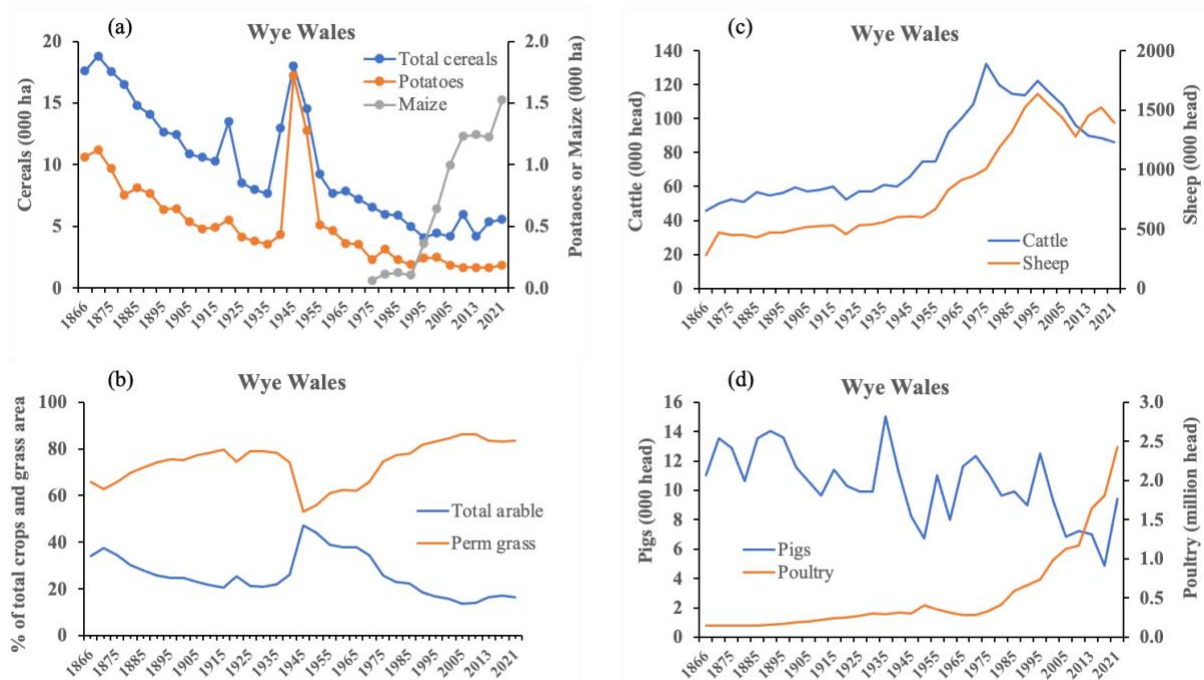 (a)
Wye Wales
20
15
10
5
0
Cereals (000 ha)
Total cereals
Potatoes
Maize
2.0
1.5
1.0
0.5
0.0
Poataoes or Maize (000 ha)
1866 1875 1885 1895 1905 1915 1925 1935 1945 1955 1965 1975 1985 1995 2005 2013 2021
(c)
Wye Wales
140
120
100
80
60
40
20
0
Cattle (000 head)
Cattle
Sheep
2000
1500
1000
500
0
Sheep (000 head)
1866 1875 1885 1895 1905 1915 1925 1935 1945 1955 1965 1975 1985 1995 2005 2013 2021
(b)
Wye Wales
100
80
60
40
20
0
% of total crops and grass area
Total arable
Perm grass
1866 1875 1885 1895 1905 1915 1925 1935 1945 1955 1965 1975 1985 1995 2005 2013 2021
(d)
Wye Wales
16
14
12
10
8
6
4
2
0
Pigs (000 head)
Pigs
Poultry
3.0
2.5
2.0
1.5
1.0
0.5
0.0
Poultry (million head)
1866 1875 1885 1895 1905 1915 1925 1935 1945 1955 1965 1975 1985 1995 2005 2013 2021